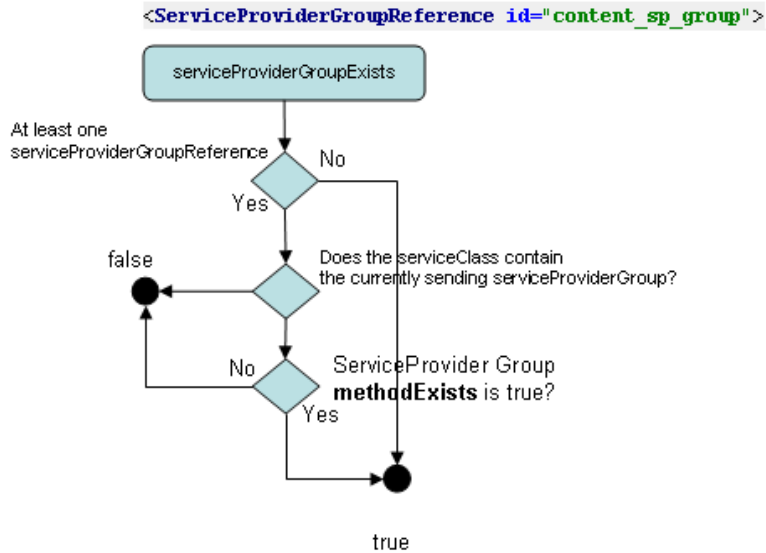 <ServiceProviderGroupReference id="content_sp_group">
serviceProviderGroupExists
At least one
serviceProviderGroupReference
No
Yes
false
Does the serviceClass contain
the currently sending serviceProviderGroup?
No
ServiceProvider Group
methodExists is true?
Yes
true